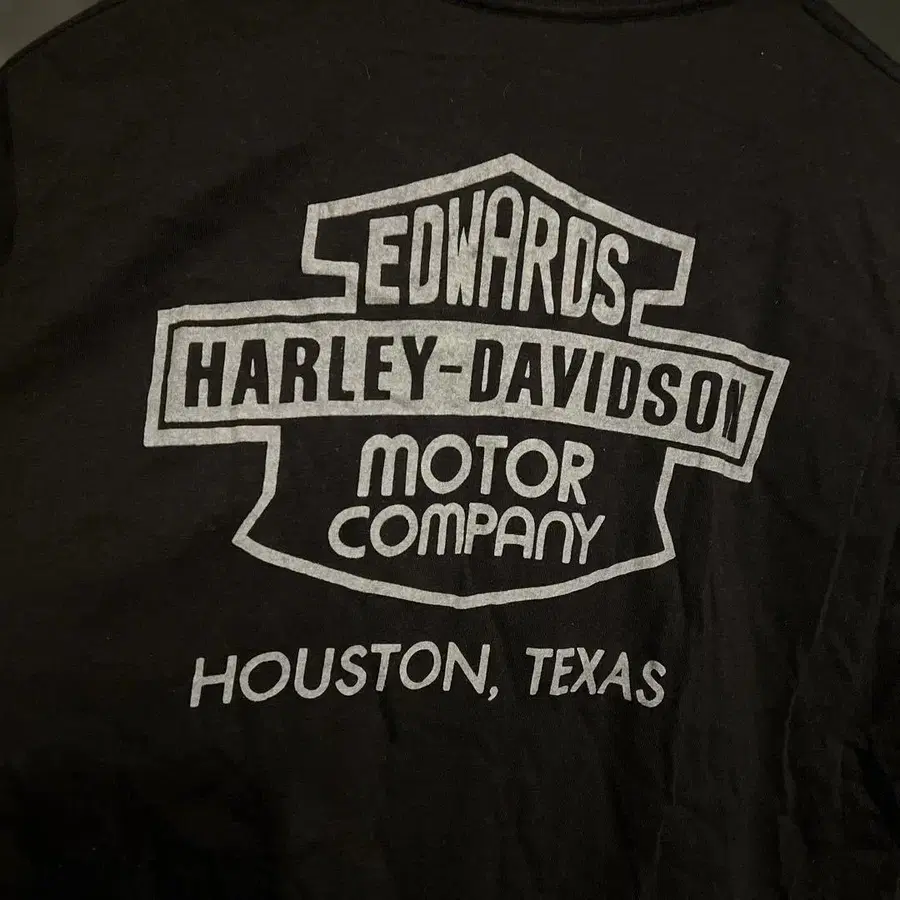 EDWARDS
HARLEY-DAVIDSON
MOTOR
COMPANY
HOUSTON, TEXAS